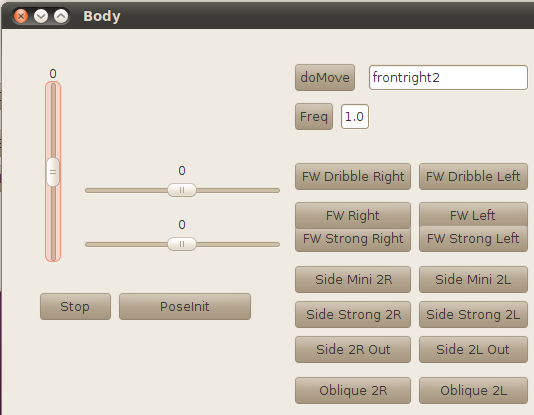 Body
0
doMove frontright2
Freq 1.0
0
FW Dribble Right FW Dribble Left
FW Right FW Left
0
FW Strong Right FW Strong Left
Side Mini 2R Side Mini 2L
Stop PoseInit
Side Strong 2R Side Strong 2L
Side 2R Out Side 2L Out
Oblique 2R Oblique 2L